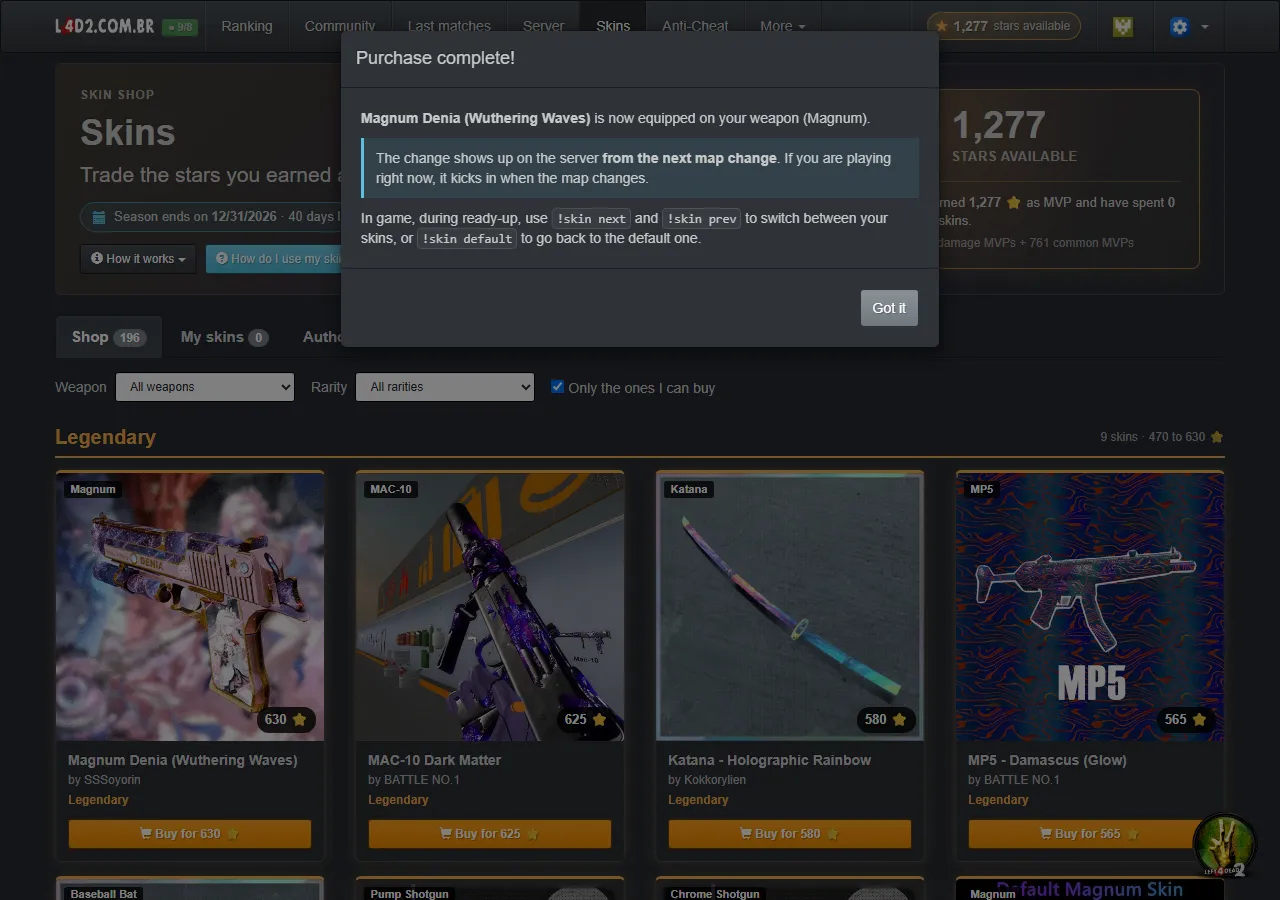 L4D2.COM.BR 9/8 Ranking Community Last matches Server Skins Anti-Cheat More 1,277 stars available
Purchase complete!
Magnum Denia (Wuthering Waves) is now equipped on your weapon (Magnum).
The change shows up on the server from the next map change. If you are playing
right now, it kicks in when the map changes.
In game, during ready-up, use !skin next and !skin prev to switch between your
skins, or !skin default to go back to the default one.
Got it
SKIN SHOP
Skins
Trade the stars you earned
Season ends on 12/31/2026 · 40 days
How it works
How do I use my
1,277
STARS AVAILABLE
1,277 as MVP and have spent 0
skins.
damage MVPs + 761 common MVPs
Shop 196 My skins 0
Weapon All weapons Rarity All rarities Only the ones I can buy
Legendary
9 skins · 470 to 630
Magnum
DENIA
630
Magnum Denia (Wuthering Waves)
by SSSoyorin
Legendary
Buy for 630
MAC-10
Mac-10
625
MAC-10 Dark Matter
by BATTLE NO.1
Legendary
Buy for 625
Katana
580
Katana - Holographic Rainbow
by Kokkorylien
Legendary
Buy for 580
MP5
MP5
565
MP5 - Damascus (Glow)
by BATTLE NO.1
Legendary
Buy for 565
LEFT 4 DEAD 2
Baseball Bat
Pump Shotgun
Chrome Shotgun
Magnum
Default Magnum Skin